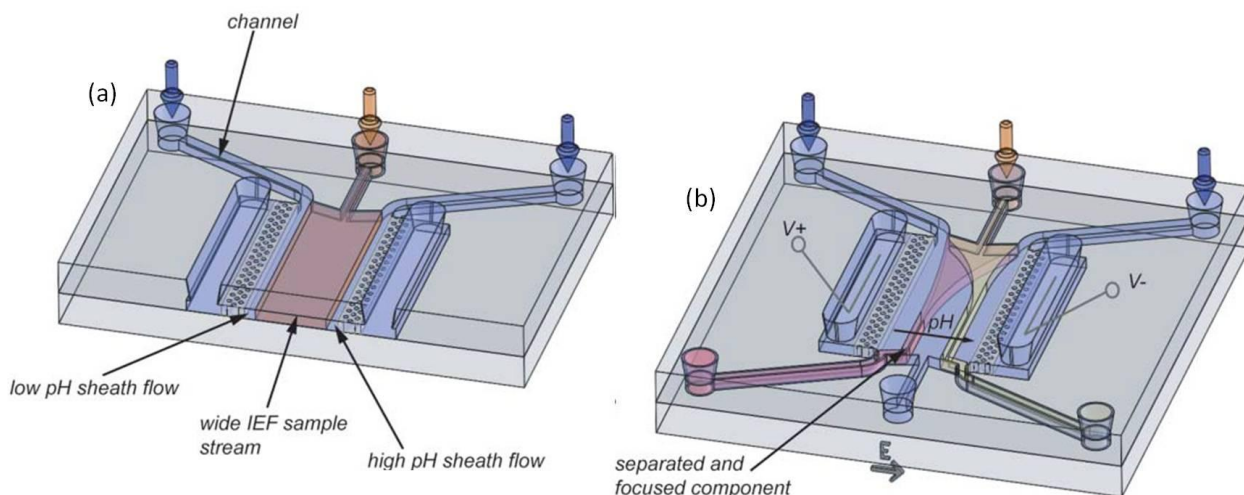 channel
(a)
low pH sheath flow
wide IEF sample
stream
high pH sheath flow
(b)
V+
V-
pH
E
separated and
focused component